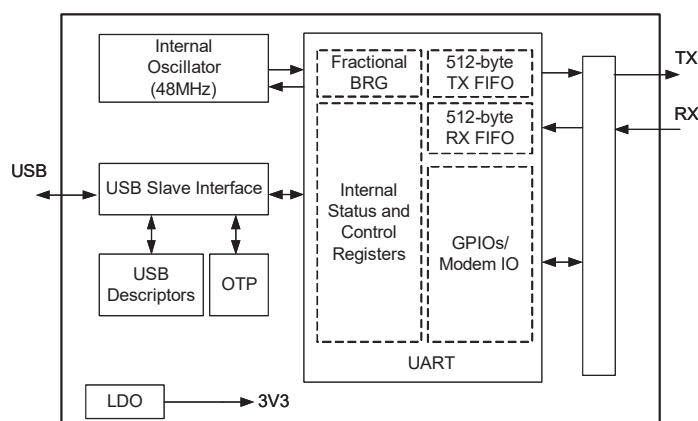 Internal
Oscillator
(48MHz)
Fractional
BRG
512-byte
TX FIFO
TX
512-byte
RX FIFO
RX
USB
USB Slave Interface
Internal
Status and
Control
Registers
GPIOs/
Modem IO
USB
Descriptors
OTP
UART
LDO
3V3